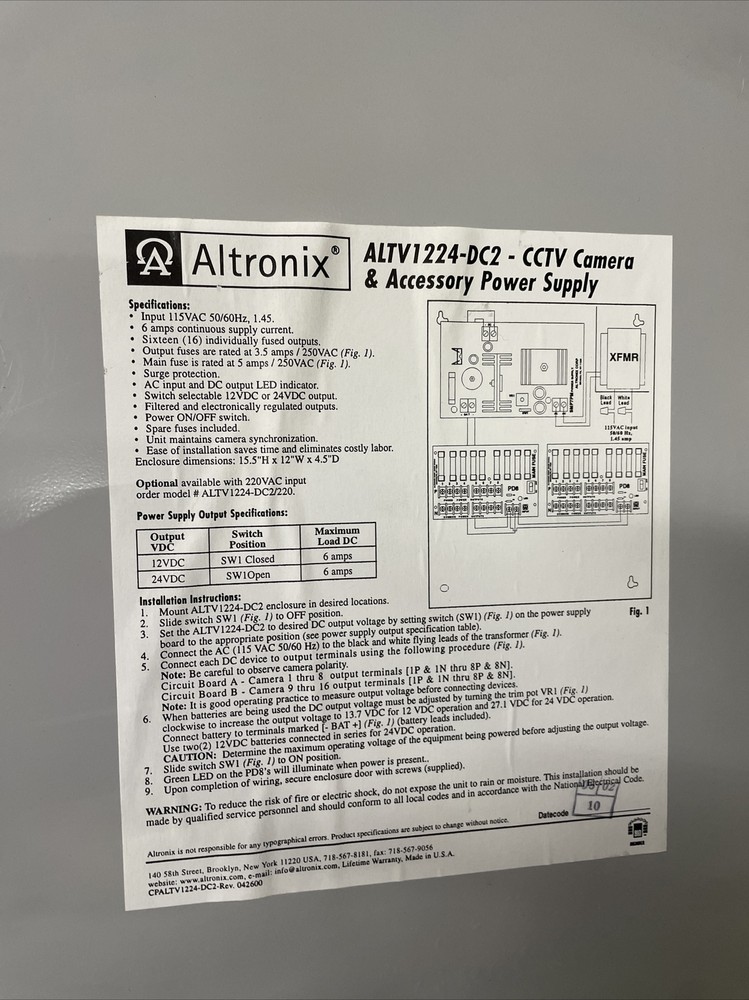 Altronix®
ALTV1224-DC2 - CCTV Camera
& Accessory Power Supply
Specifications:
• Input 115VAC 50/60Hz, 1.45.
• 6 amps continuous supply current.
• Sixteen (16) individually fused outputs.
• Output fuses are rated at 3.5 amps / 250VAC (Fig. 1).
• Main fuse is rated at 5 amps / 250VAC (Fig. 1).
• Surge protection.
• AC input and DC output LED indicator.
• Switch selectable 12VDC or 24VDC output.
• Filtered and electronically regulated outputs.
• Power ON/OFF switch.
• Spare fuses included.
• Unit maintains camera synchronization.
• Ease of installation saves time and eliminates costly labor.
Enclosure dimensions: 15.5"H x 12"W x 4.5"D
Optional available with 220VAC input
order model # ALTV1224-DC2/220.
Power Supply Output Specifications:
Output VDC Switch Position Maximum Load DC
12VDC SW1 Closed 6 amps
24VDC SW1Open 6 amps
XFMR
Black Lead White Lead
115VAC input
50/60 Hz,
1.45 amp
MAIN FUSE
PD8
MAIN FUSE
PD8
Fig. 1
Installation Instructions:
1. Mount ALTV1224-DC2 enclosure in desired locations.
2. Slide switch SW1 (Fig. 1) to OFF position.
3. Set the ALTV1224-DC2 to desired DC output voltage by setting switch (SW1) (Fig. 1) on the power supply
board to the appropriate position (see power supply output specification table).
4. Connect the AC (115 VAC 50/60 Hz) to the black and white flying leads of the transformer (Fig. 1).
5. Connect each DC device to output terminals using the following procedure (Fig. 1).
Note: Be careful to observe camera polarity.
Circuit Board A - Camera 1 thru 8 output terminals [1P & 1N thru 8P & 8N].
Circuit Board B - Camera 9 thru 16 output terminals [1P & 1N thru 8P & 8N].
Note: It is good operating practice to measure output voltage before connecting devices.
6. When batteries are being used the DC output voltage must be adjusted by turning the trim pot VR1 (Fig. 1)
clockwise to increase the output voltage to 13.7 VDC for 12 VDC operation and 27.1 VDC for 24 VDC operation.
Connect battery to terminals marked [- BAT +] (Fig. 1) (battery leads included).
Use two(2) 12VDC batteries connected in series for 24VDC operation.
CAUTION: Determine the maximum operating voltage of the equipment being powered before adjusting the output voltage.
7. Slide switch SW1 (Fig. 1) to ON position.
8. Green LED on the PD8's will illuminate when power is present..
9. Upon completion of wiring, secure enclosure door with screws (supplied).
WARNING: To reduce the risk of fire or electric shock, do not expose the unit to rain or moisture. This installation should be
made by qualified service personnel and should conform to all local codes and in accordance with the National Electrical Code.
Datecode
10
Altronix is not responsible for any typographical errors. Product specifications are subject to change without notice.
140 58th Street, Brooklyn, New York 11220 USA, 718-567-8181, fax: 718-567-9056
website: www.altronix.com, e-mail: info@altronix.com, Lifetime Warranty, Made in U.S.A.
CPALTV1224-DC2-Rev. 042600